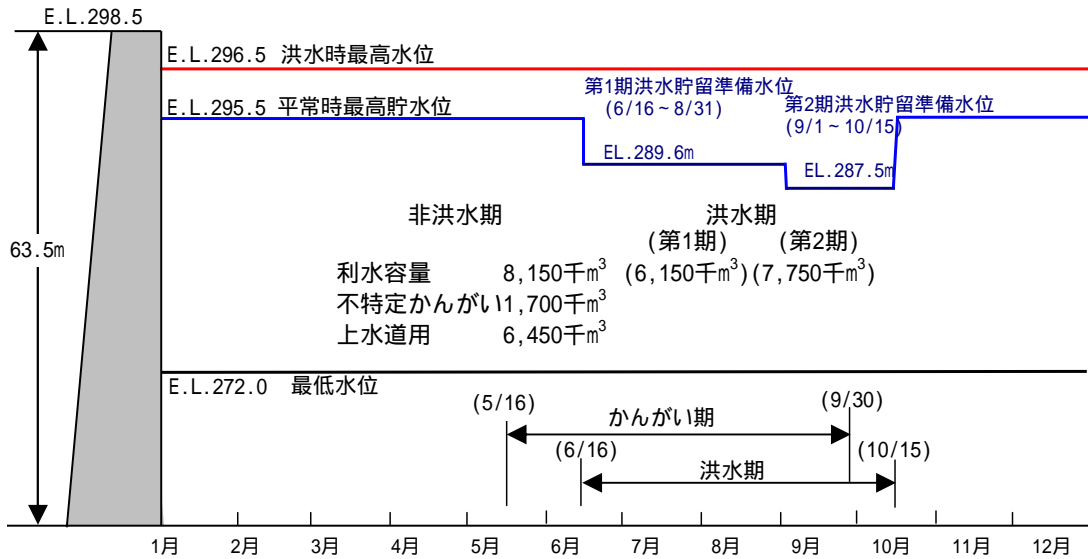 E.L.298.5
E.L.296.5 洪水時最高水位
E.L.295.5 平常時最高貯水位
第1期洪水貯留準備水位
(6/16~8/31)
第2期洪水貯留準備水位
(9/1~10/15)
EL.289.6m
EL.287.5m
63.5m
非洪水期 洪水期
(第1期) (第2期)
利水容量 8,150千m³ (6,150千m³)(7,750千m³)
不特定かんがい1,700千m³
上水道用 6,450千m³
E.L.272.0 最低水位
(5/16) かんがい期 (9/30)
(6/16) 洪水期 (10/15)
1月 2月 3月 4月 5月 6月 7月 8月 9月 10月 11月 12月